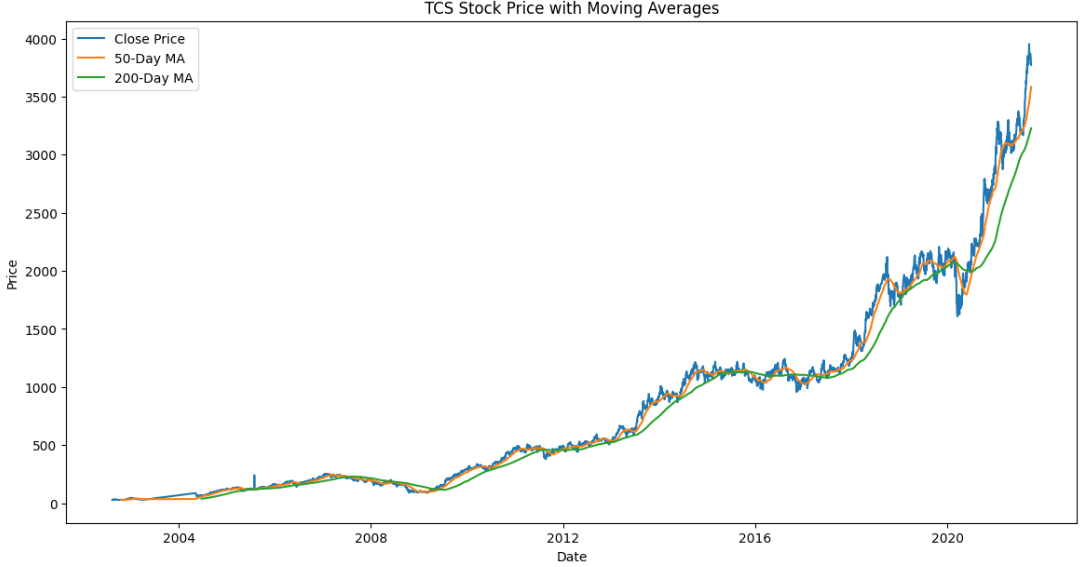 TCS Stock Price with Moving Averages
Close Price
50-Day MA
200-Day MA
Price
4000
3500
3000
2500
2000
1500
1000
500
0
2004 2008 2012 2016 2020
Date